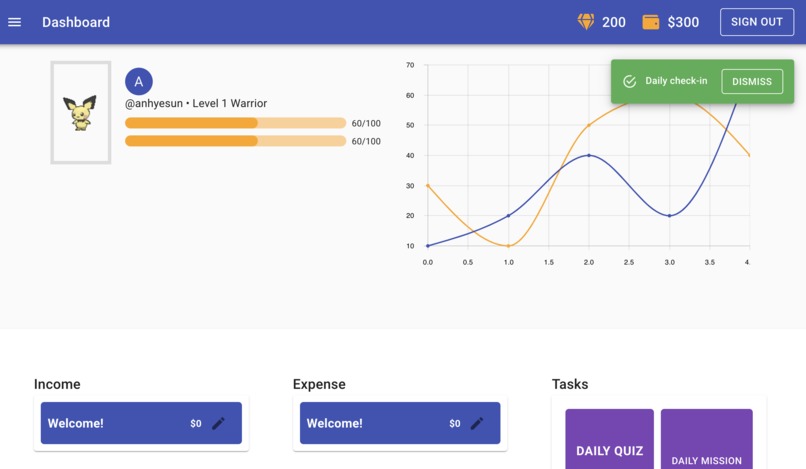 Dashboard
200
$300
SIGN OUT
A
@anhyesun • Level 1 Warrior
60/100
60/100
Daily check-in
DISMISS
70
60
50
40
30
20
10
0.0 0.5 1.0 1.5 2.0 2.5 3.0 3.5 4.
Income
Welcome! $0
Expense
Welcome! $0
Tasks
DAILY QUIZ
DAILY MISSION